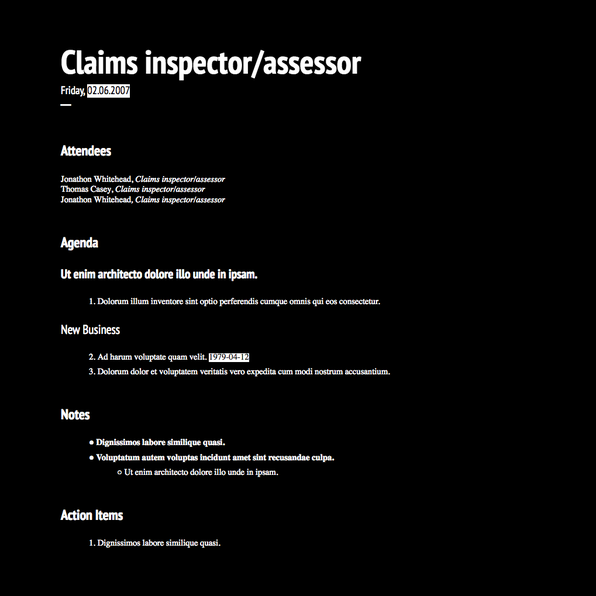 Claims inspector/assessor
Friday, 02.06.2007
Attendees
Jonathon Whitehead, Claims inspector/assessor
Thomas Casey, Claims inspector/assessor
Jonathon Whitehead, Claims inspector/assessor
Agenda
Ut enim architecto dolore illo unde in ipsam.
1. Dolorum illum inventore sint optio perferendis cumque omnis qui eos consectetur.
New Business
2. Ad harum voluptate quam velit. 1979-04-12
3. Dolorum dolor et voluptatem veritatis vero expedita cum modi nostrum accusantium.
Notes
● Dignissimos labore similique quasi.
● Voluptatum autem voluptas incidunt amet sint recusandae culpa.
○ Ut enim architecto dolore illo unde in ipsam.
Action Items
1. Dignissimos labore similique quasi.